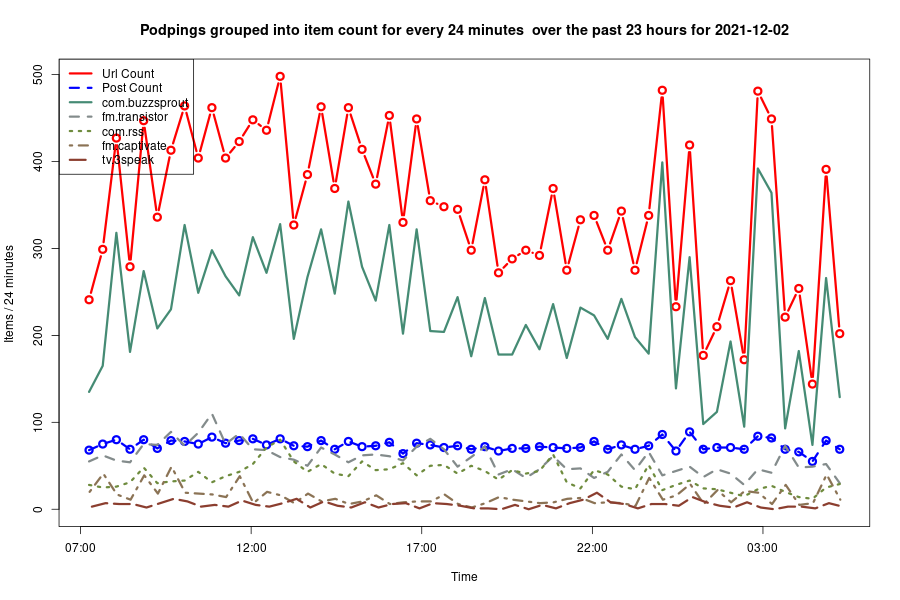 Podpings grouped into item count for every 24 minutes  over the past 23 hours for 2021-12-02
Url Count
Post Count
com.buzzsprout
fm.transistor
com.rss
fm.captivate
tv.3speak
Items / 24 minutes
500
400
300
200
100
0
07:00 12:00 17:00 22:00 03:00
Time